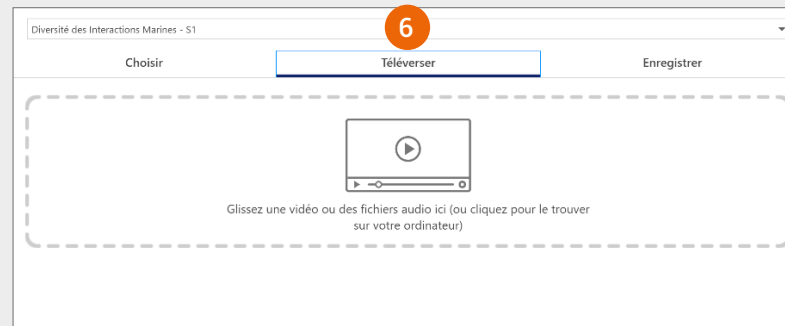 Diversité des Interactions Marines - S1
6
Choisir
Téléverser
Enregistrer
Glissez une vidéo ou des fichiers audio ici (ou cliquez pour le trouver
sur votre ordinateur)